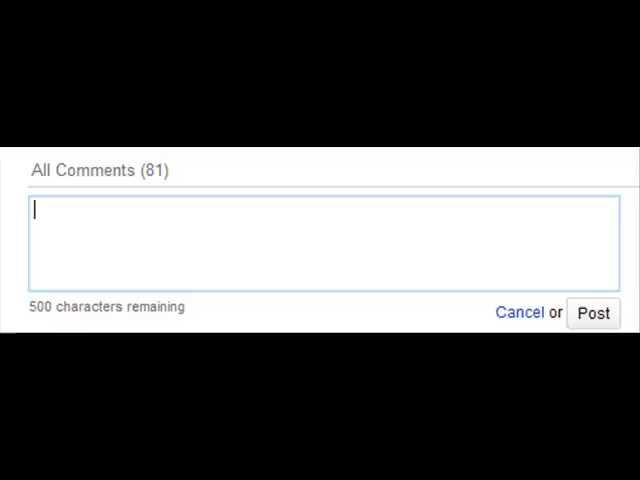 All Comments (81)
500 characters remaining
Cancel or Post